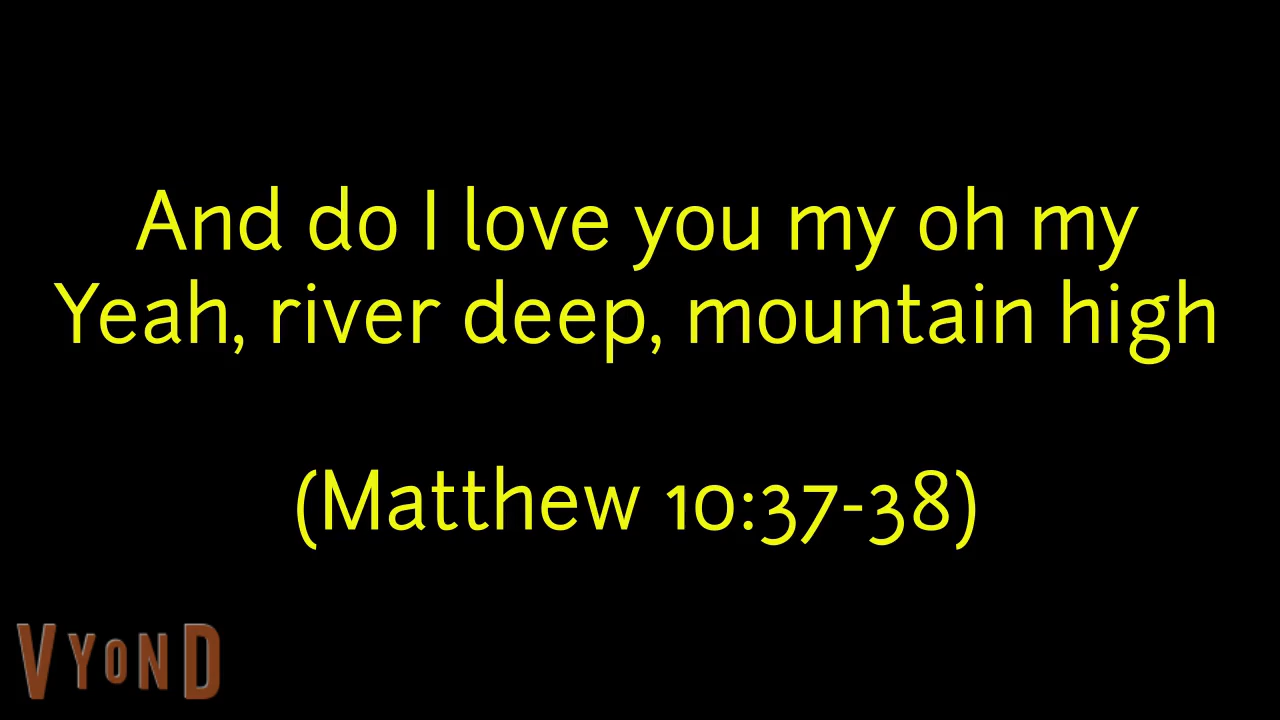 And do I love you my oh my
Yeah, river deep, mountain high
(Matthew 10:37-38)
VYOND